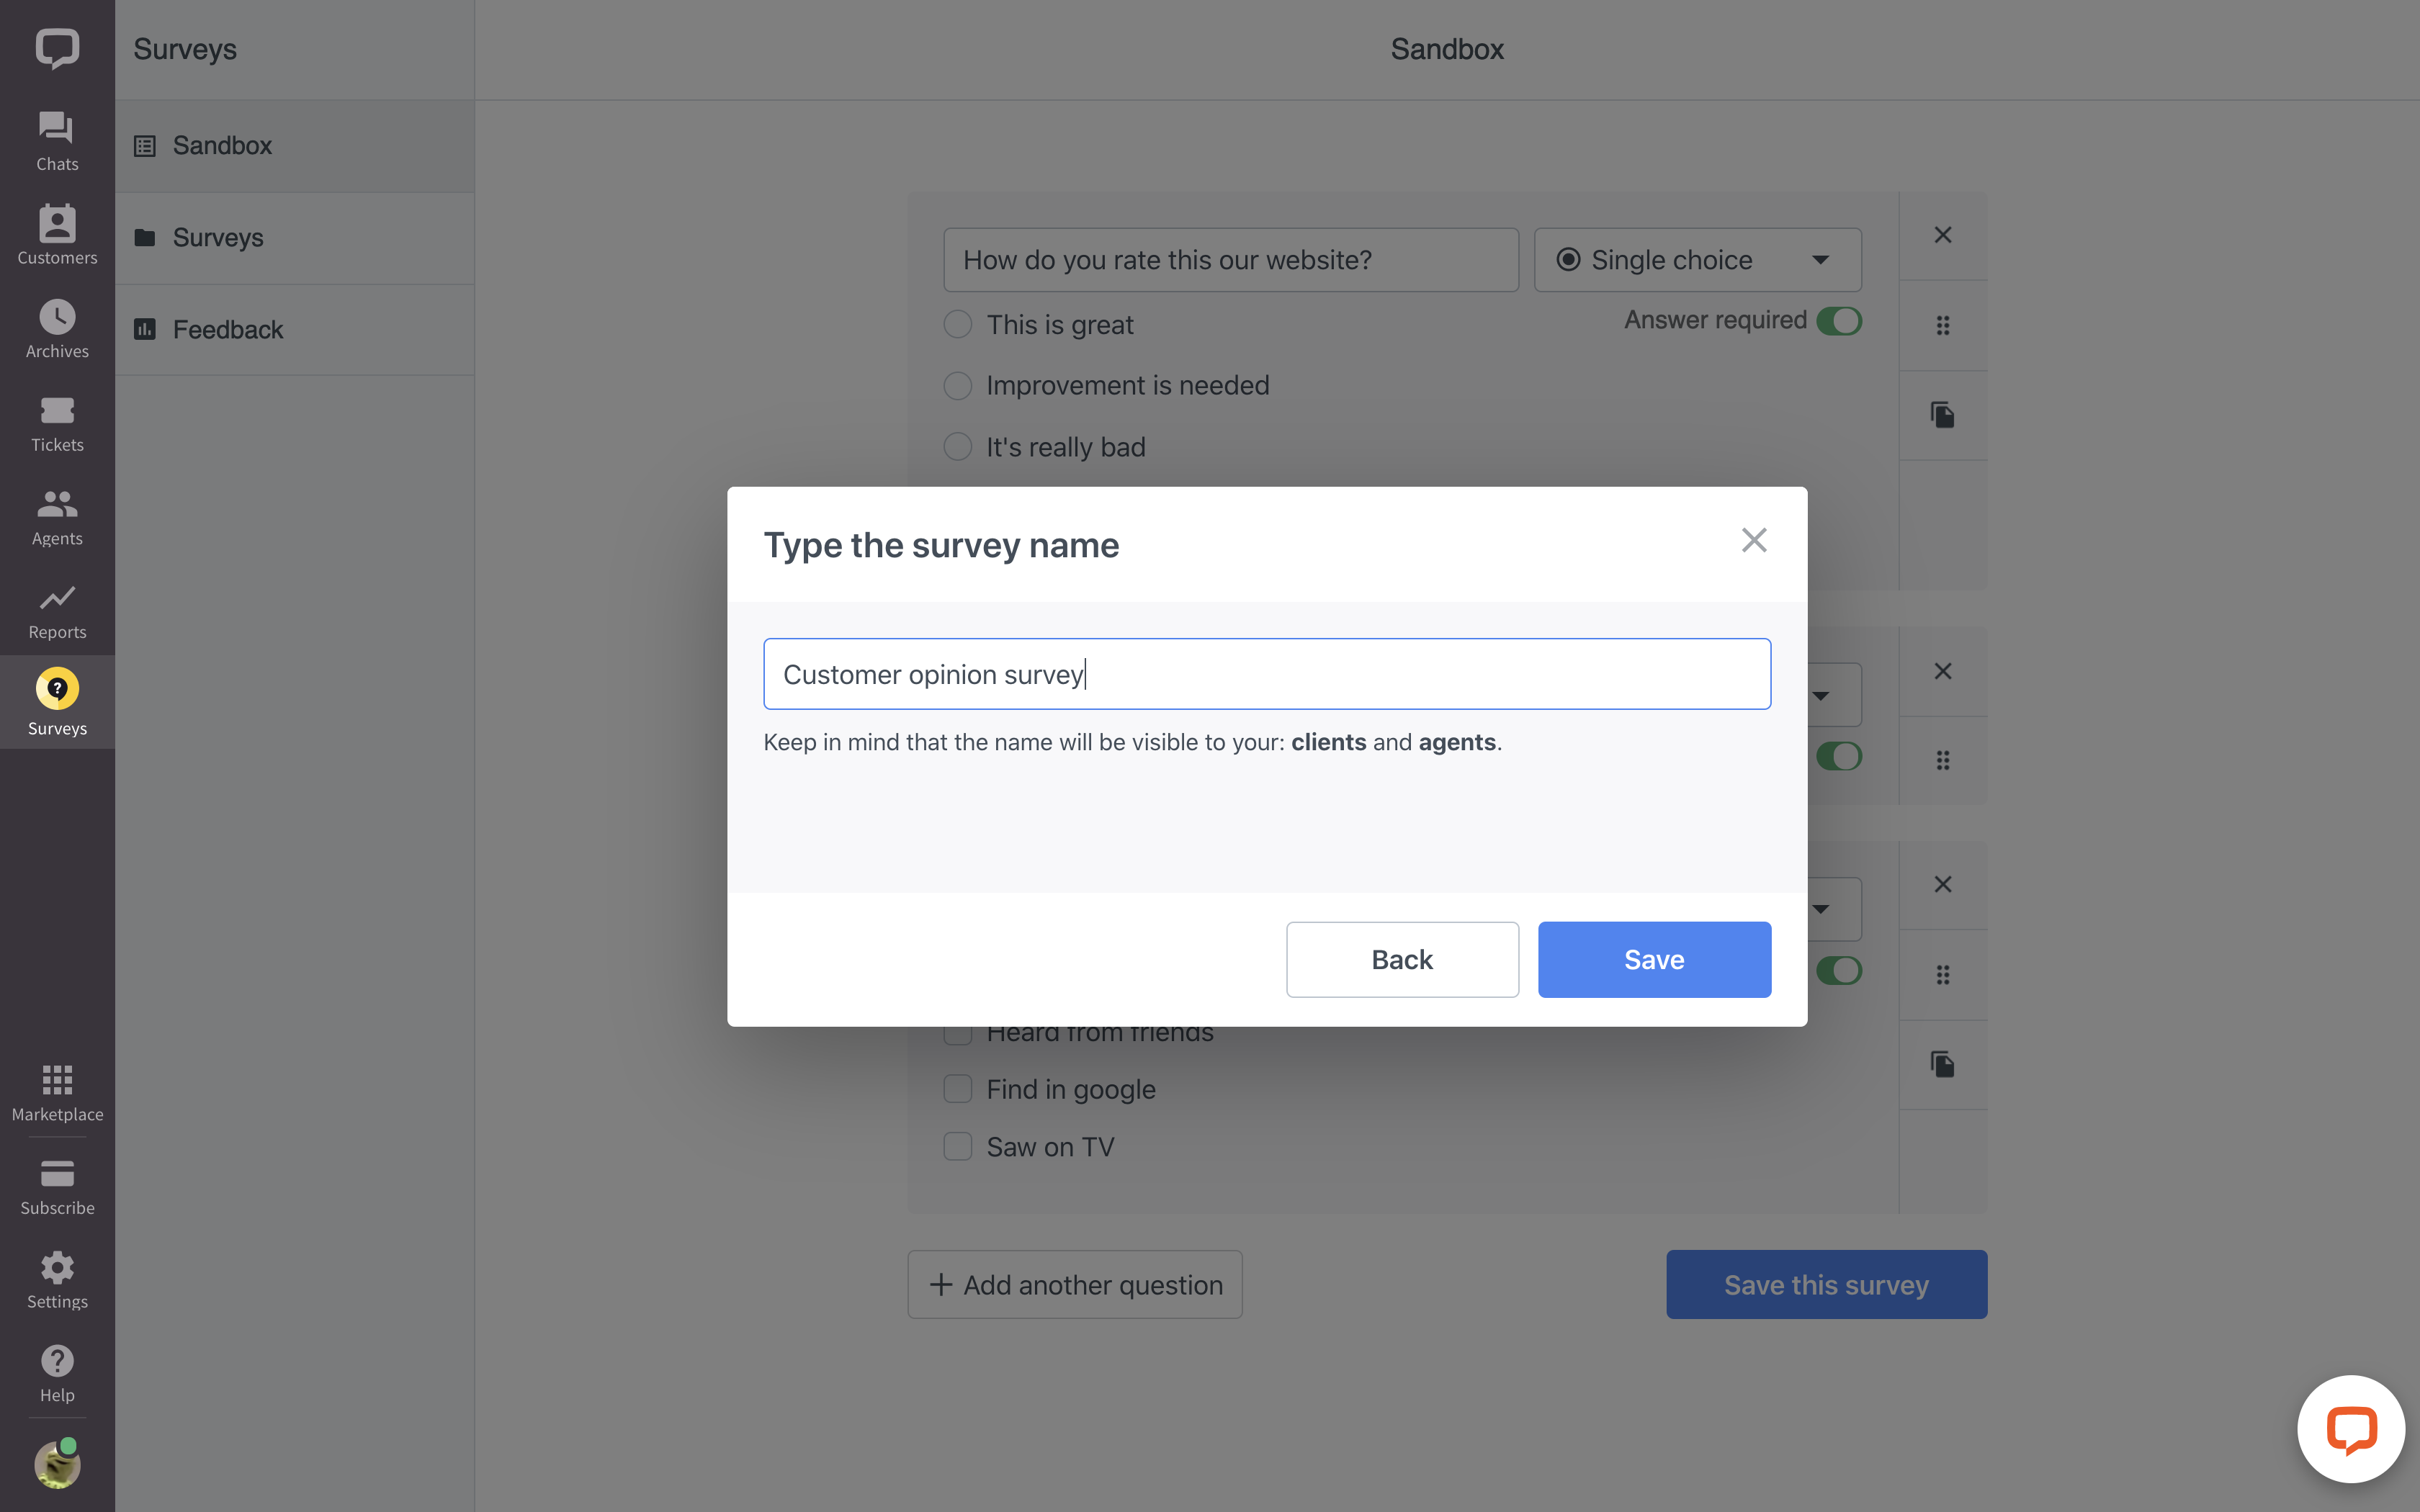 Surveys
Sandbox
Chats
Customers
Archives
Tickets
Agents
Reports
Surveys
Marketplace
Subscribe
Settings
Help
Sandbox
Surveys
Feedback
How do you rate this our website?
Single choice
This is great
Answer required
Improvement is needed
It's really bad
Type the survey name
Customer opinion survey
Keep in mind that the name will be visible to your: clients and agents.
Back
Save
Heard from friends
Find in google
Saw on TV
Add another question
Save this survey